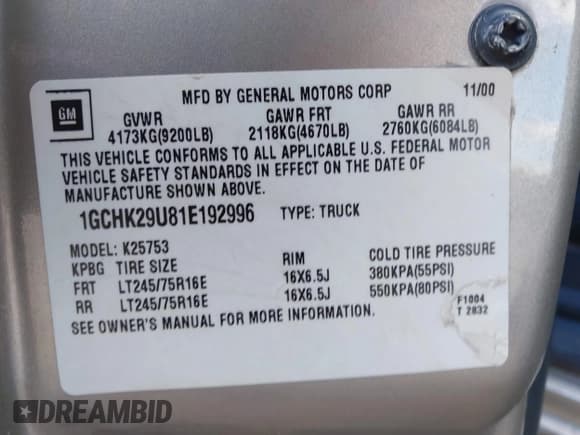 MFD BY GENERAL MOTORS CORP 11/00
GM
GVWR GAWR FRT GAWR RR
4173KG(9200LB) 2118KG(4670LB) 2760KG(6084LB)
THIS VEHICLE CONFORMS TO ALL APPLICABLE U.S. FEDERAL MOTOR
VEHICLE SAFETY STANDARDS IN EFFECT ON THE DATE OF
MANUFACTURE SHOWN ABOVE.
1GCHK29U81E192996 TYPE: TRUCK
MODEL: K25753
KPBG TIRE SIZE RIM COLD TIRE PRESSURE
FRT LT245/75R16E 16X6.5J 380KPA(55PSI)
RR LT245/75R16E 16X6.5J 550KPA(80PSI)
SEE OWNER'S MANUAL FOR MORE INFORMATION.
F1004
T 2832
DREAMBID